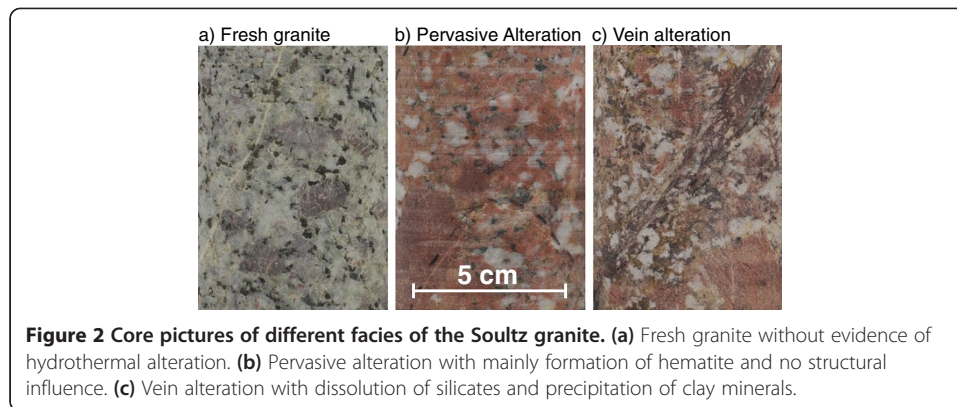 a) Fresh granite b) Pervasive Alteration c) Vein alteration
5 cm
Figure 2 Core pictures of different facies of the Soultz granite. (a) Fresh granite without evidence of
hydrothermal alteration. (b) Pervasive alteration with mainly formation of hematite and no structural
influence. (c) Vein alteration with dissolution of silicates and precipitation of clay minerals.